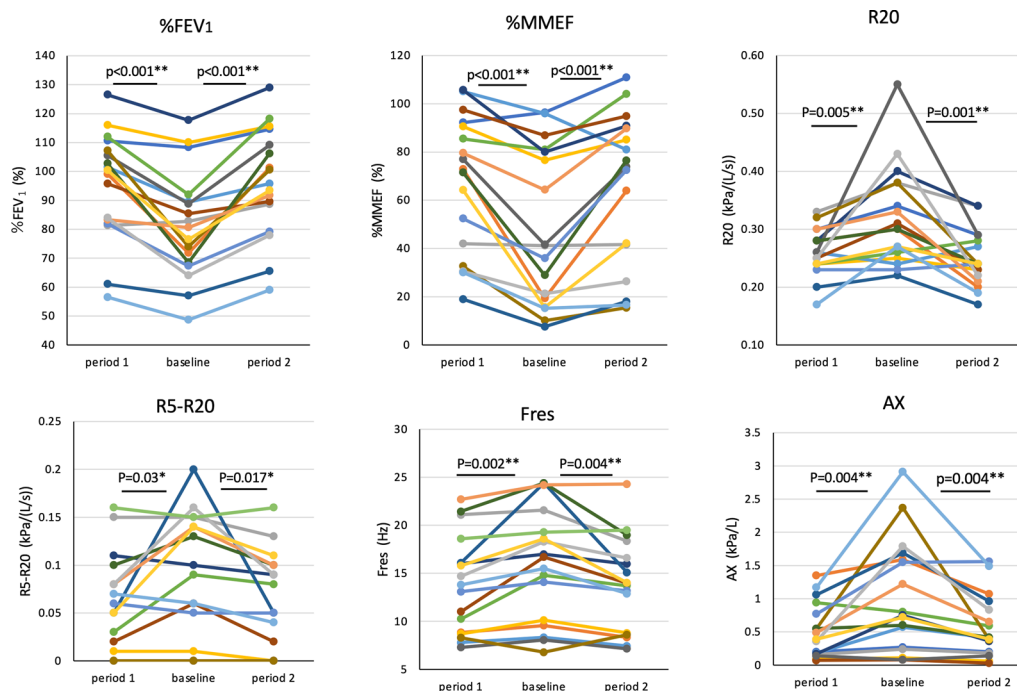 %FEV1
140
130
120
110
100
90
80
70
60
50
40
%FEV1 (%)
p<0.001** p<0.001**
period 1 baseline period 2
%MMEF
120
100
80
60
40
20
0
%MMEF (%)
p<0.001** p<0.001**
period 1 baseline period 2
R20
0.60
0.50
0.40
0.30
0.20
0.10
R20 (kPa/(L/s))
P=0.005** P=0.001**
period 1 baseline period 2
R5-R20
0.25
0.2
0.15
0.1
0.05
0
R5-R20 (kPa/(L/s))
P=0.03* P=0.017*
period 1 baseline period 2
Fres
30
25
20
15
10
5
Fres (Hz)
P=0.002** P=0.004**
period 1 baseline period 2
AX
3.5
3
2.5
2
1.5
1
0.5
0
AX (kPa/L)
P=0.004** p=0.004**
period 1 baseline period 2